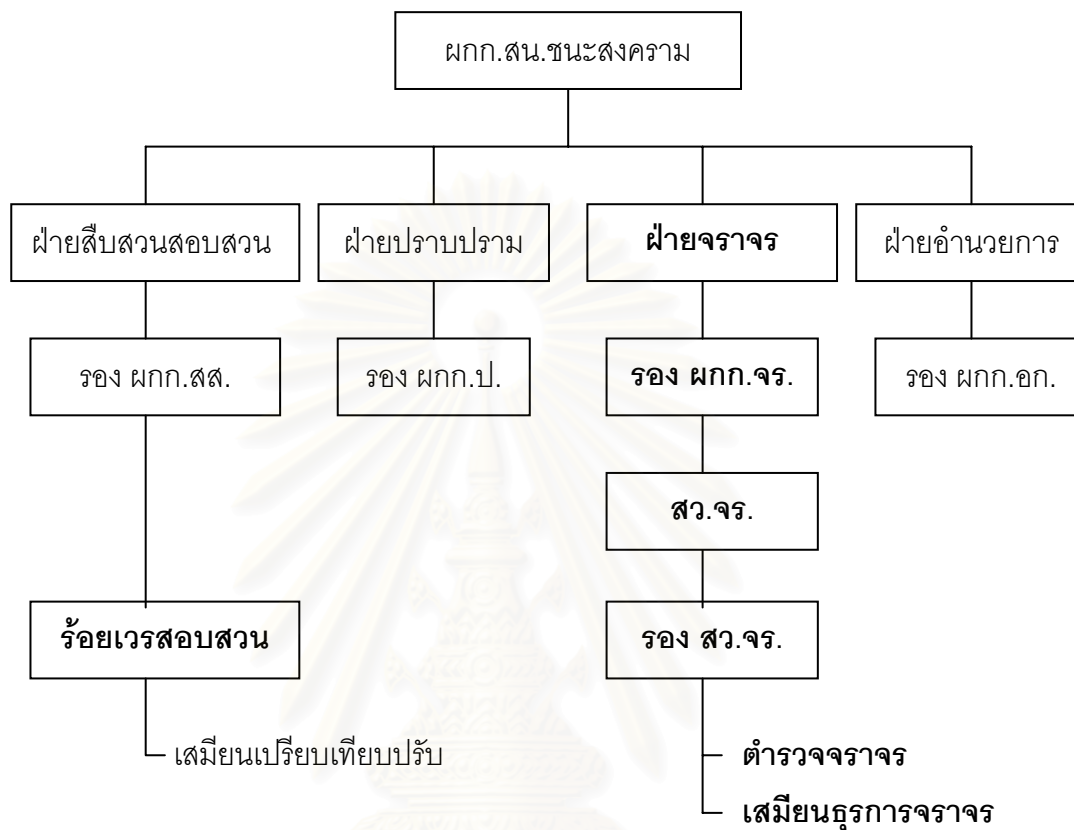 ผกก.สน.ชนะสงคราม
ฝ่ายสืบสวนสอบสวน
ฝ่ายปราบปราม
ฝ่ายจราจร
ฝ่ายอำนวยการ
รอง ผกก.สส.
รอง ผกก.ป.
รอง ผกก.จร.
รอง ผกก.อก.
สว.จร.
ร้อยเวรสอบสวน
รอง สว.จร.
เสมียนเปรียบเทียบปรับ
ตำรวจจราจร
เสมียนธุรการจราจร